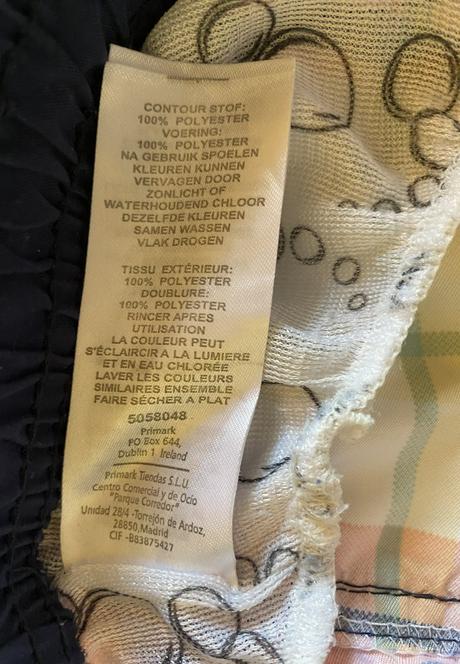 CONTOUR STOF:
100% POLYESTER
VOERING:
100% POLYESTER
NA GEBRUIK SPOELEN
KLEUREN KUNNEN
VERVAGEN DOOR
ZONLICHT OF
WATERHOUDEND CHLOOR
DEZELFDE KLEUREN
SAMEN WASSEN
VLAK DROGEN
TISSU EXTÉRIEUR:
100% POLYESTER
DOUBLURE:
100% POLYESTER
RINCER APRES
UTILISATION
LA COULEUR PEUT
S'ÉCLAIRCIR A LA LUMIERE
ET EN EAU CHLORÉE
LAVER LES COULEURS
SIMILAIRES ENSEMBLE
FAIRE SÉCHER A PLAT
5058048
Primark
PO Box 644,
Dublin 1 Ireland
Primark Tiendas S.L.U.
Centro Comercial y de Ocio
"Parque Corredor"
Unidad 28/4 -Torrejón de Ardoz,
28850,Madrid
CIF -B83875427